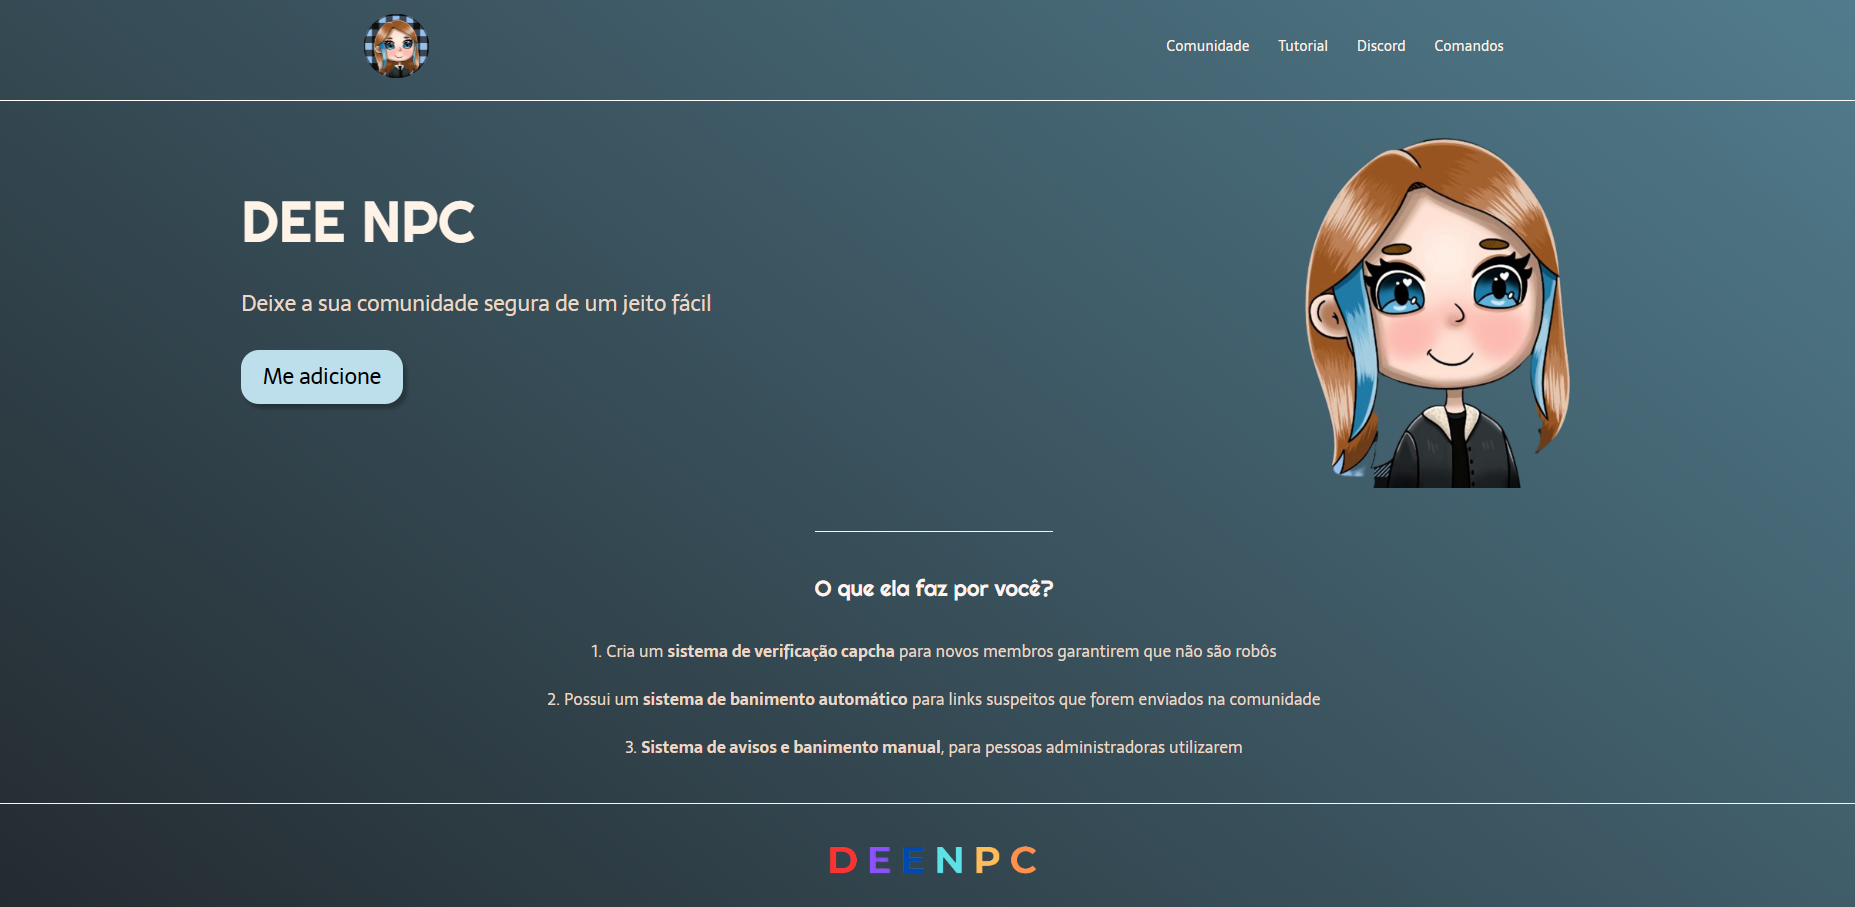 Comunidade Tutorial Discord Comandos
DEE NPC
Deixe a sua comunidade segura de um jeito fácil
Me adicione
O que ela faz por você?
1. Cria um sistema de verificação capcha para novos membros garantirem que não são robôs
2. Possui um sistema de banimento automático para links suspeitos que forem enviados na comunidade
3. Sistema de avisos e banimento manual, para pessoas administradoras utilizarem
DEENPC